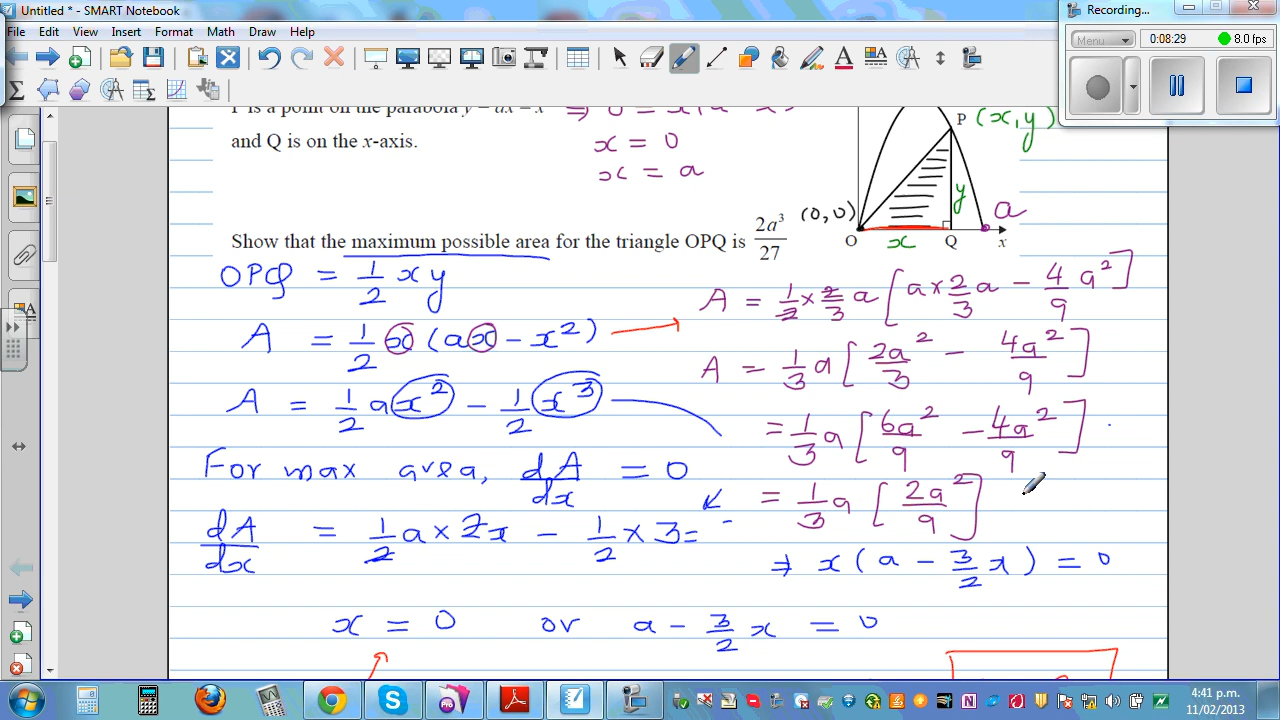 Untitled * - SMART Notebook
File Edit View Insert Format Math Draw Help
Recording...
Menu 0:08:29 8.0 fps
and Q is on the x-axis.
x = 0
x = a
P (x, y)
y
(0,0)
a
O x Q x
Show that the maximum possible area for the triangle OPQ is 2a³/27
OPQ = 1/2 x y
A = 1/2 x (ax - x²)
A = 1/2 a x² - 1/2 x³
For max area, dA/dx = 0
dA/dx = 1/2 a × 2x - 1/2 × 3
A = 1/2 × 2/3 a [a × 2/3 a - 4/9 a²]
A = 1/3 a [2a²/3 - 4a²/9]
= 1/3 a [6a²/9 - 4a²/9]
= 1/3 a [2a²/9]
⇒ x(a - 3/2 x) = 0
x = 0 or a - 3/2 x = 0
4:41 p.m.
11/02/2013